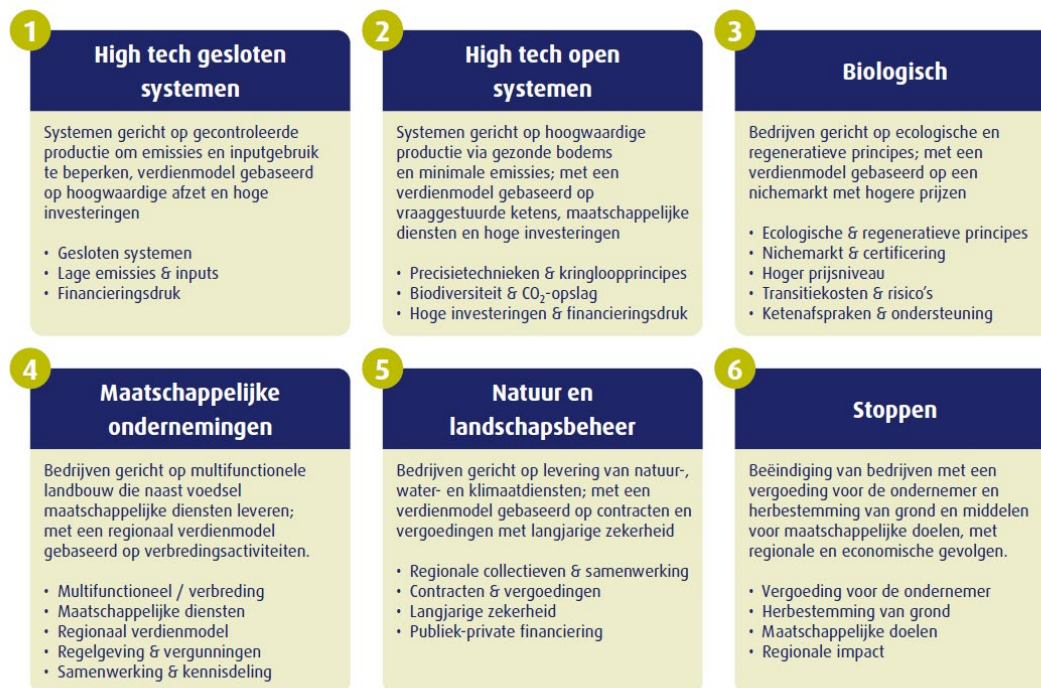 1
High tech gesloten
systemen
Systemen gericht op gecontroleerde
productie om emissies en inputgebruik
te beperken, verdienmodel gebaseerd
op hoogwaardige afzet en hoge
investeringen
• Gesloten systemen
• Lage emissies & inputs
• Financieringsdruk
2
High tech open
systemen
Systemen gericht op hoogwaardige
productie via gezonde bodems
en minimale emissies; met een
verdienmodel gebaseerd op
vraaggestuurde ketens, maatschappelijke
diensten en hoge investeringen
• Precisietechnieken & kringloopprincipes
• Biodiversiteit & CO₂-opslag
• Hoge investeringen & financieringsdruk
3
Biologisch
Bedrijven gericht op ecologische en
regeneratieve principes; met een
verdienmodel gebaseerd op een
nichemarkt met hogere prijzen
• Ecologische & regeneratieve principes
• Nichemarkt & certificering
• Hoger prijsniveau
• Transitiekosten & risico's
• Ketenafspraken & ondersteuning
4
Maatschappelijke
ondernemingen
Bedrijven gericht op multifunctionele
landbouw die naast voedsel
maatschappelijke diensten leveren;
met een regionaal verdienmodel
gebaseerd op verbredingsactiviteiten.
• Multifunctioneel / verbreding
• Maatschappelijke diensten
• Regionaal verdienmodel
• Regelgeving & vergunningen
• Samenwerking & kennisdeling
5
Natuur en
landschapsbeheer
Bedrijven gericht op levering van natuur-,
water- en klimaatdiensten; met een
verdienmodel gebaseerd op contracten en
vergoedingen met langjarige zekerheid
• Regionale collectieven & samenwerking
• Contracten & vergoedingen
• Langjarige zekerheid
• Publiek-private financiering
6
Stoppen
Beëindiging van bedrijven met een
vergoeding voor de ondernemer en
herbestemming van grond en middelen
voor maatschappelijke doelen, met
regionale en economische gevolgen.
• Vergoeding voor de ondernemer
• Herbestemming van grond
• Maatschappelijke doelen
• Regionale impact